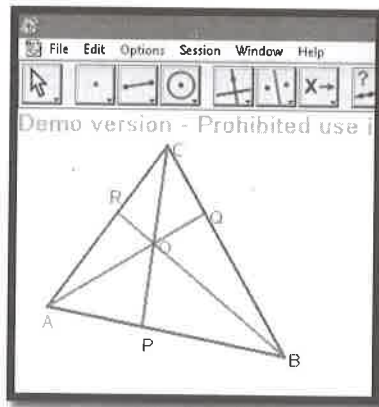 File Edit Options Session Window Help
X ?
Demo version - Prohibited use i
C
R
Q
O
A
P
B